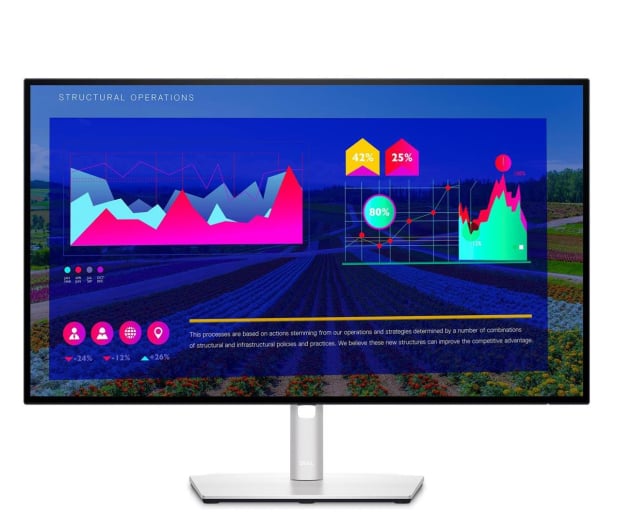 STRUCTURAL OPERATIONS
42%
25%
80%
-24%
-12%
+26%
This processes are based on actions stemming from our operations and strategies determined by a number of combinations
of structural and infrastructural policies and practices. We believe these new structures can improve the competitive advantage.
DELL